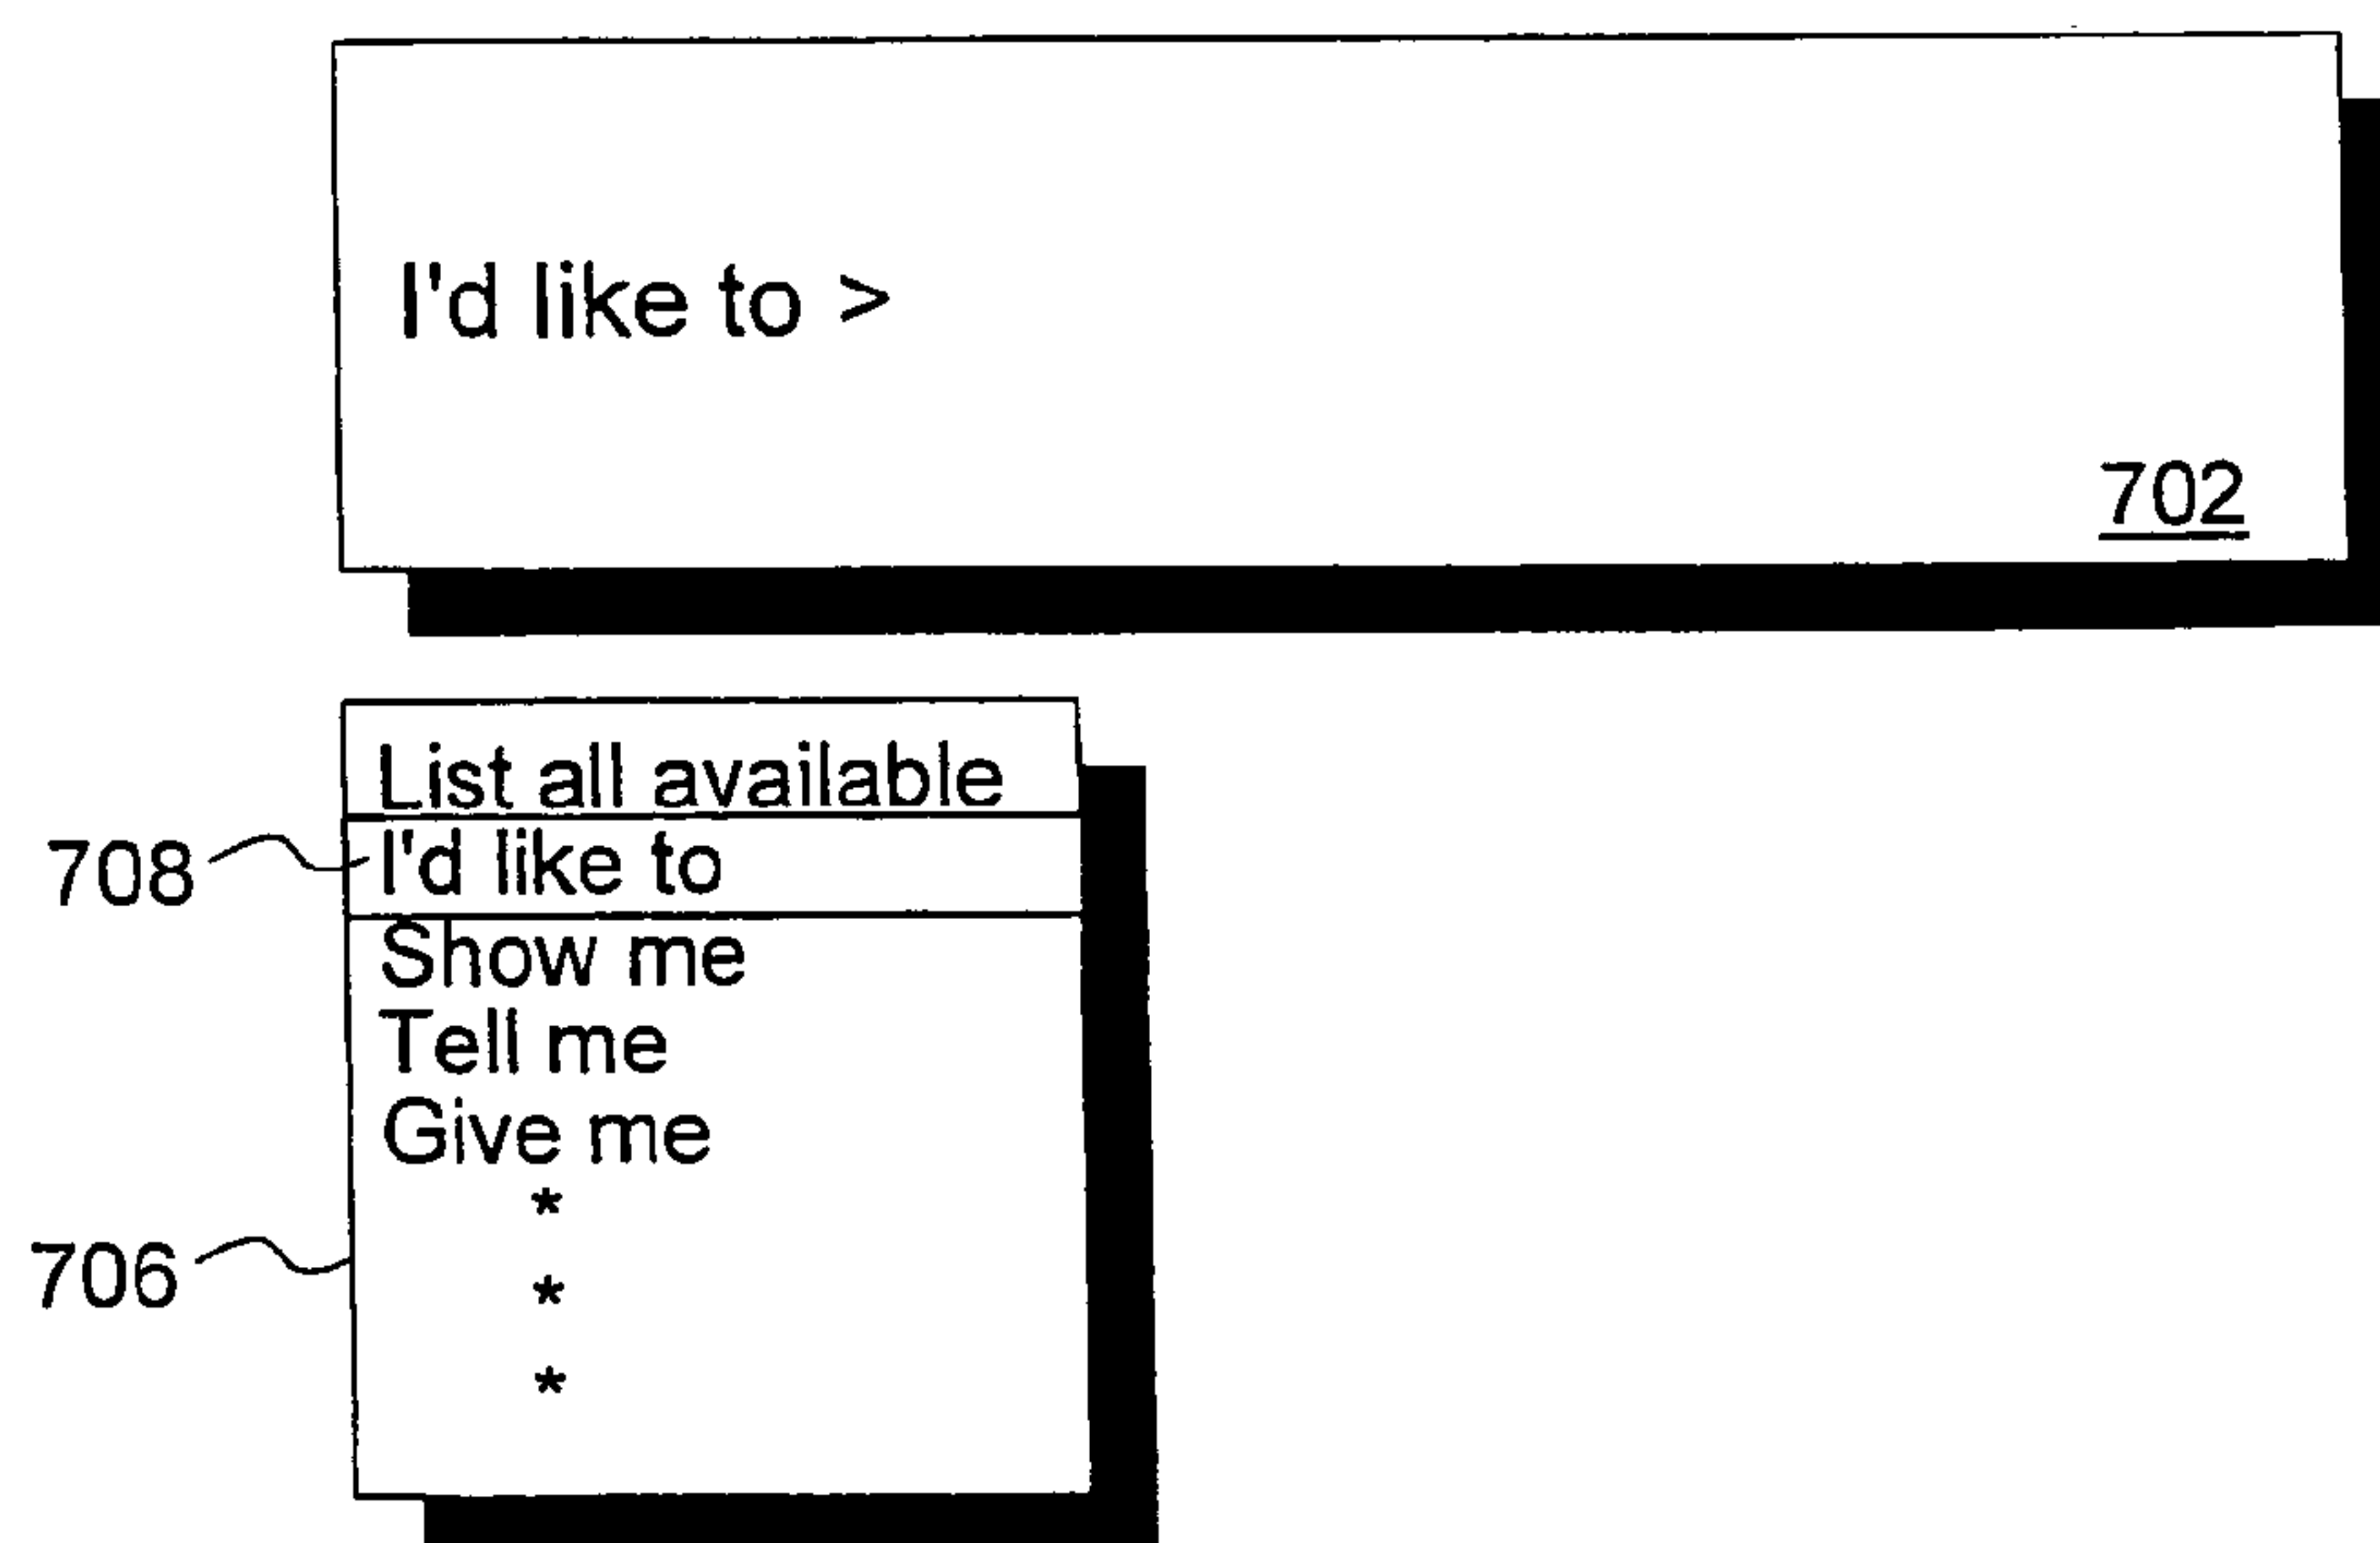 I'd like to >
702
List all available
708 I'd like to
Show me
Tell me
Give me
*
706
*
*